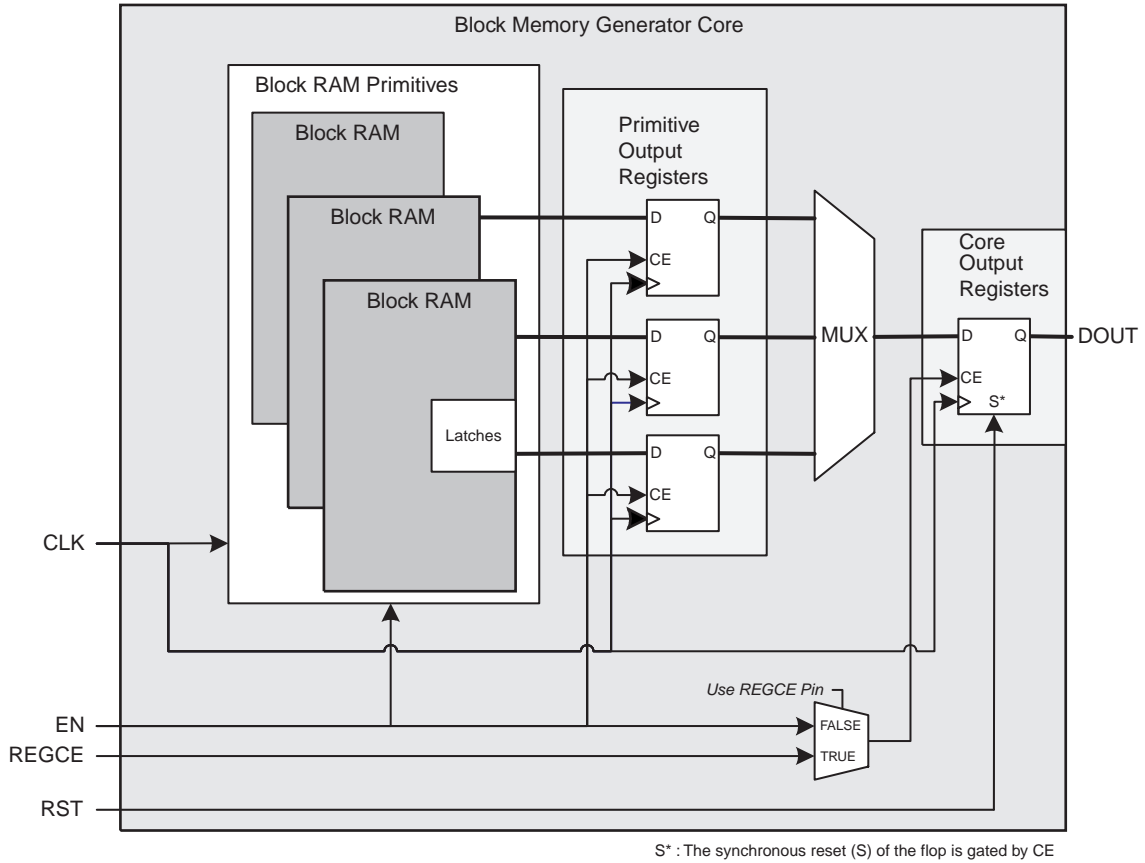 Block Memory Generator Core
Block RAM Primitives
Block RAM
Block RAM
Block RAM
Latches
Primitive
Output
Registers
D
Q
CE
D
Q
CE
D
Q
CE
MUX
Core
Output
Registers
D
Q
CE
S*
DOUT
CLK
EN
REGCE
RST
Use REGCE Pin
FALSE
TRUE
S* : The synchronous reset (S) of the flop is gated by CE